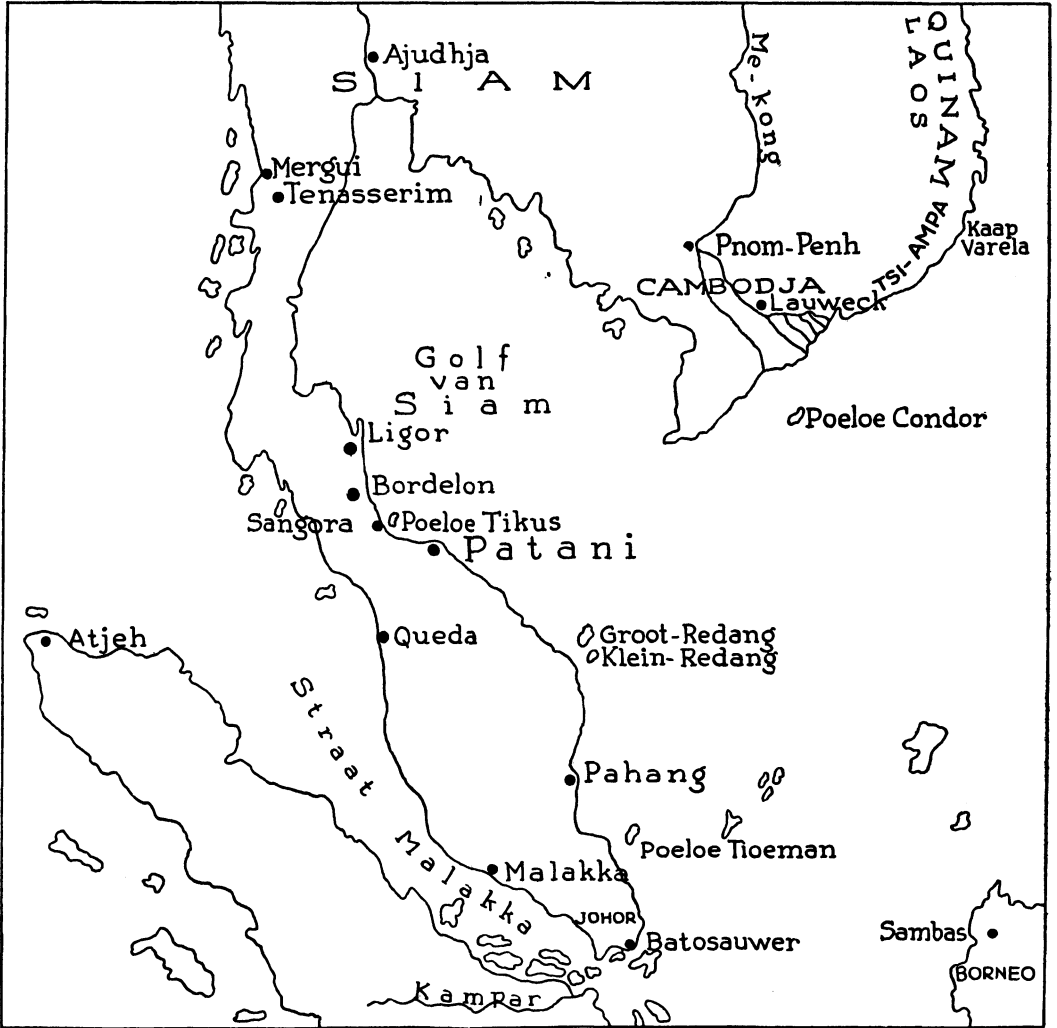 Ajudhja
SIAM
Me-kong
QUINAM
LAOS
Mergui
Tenasserim
TSI-AMPA
Kaap
Varela
Pnom-Penh
CAMBODJA
Lauweck
Golf
van
Siam
Poeloe Condor
Ligor
Bordelon
Sangora
Poeloe Tikus
Patani
Atjeh
Queda
Groot-Redang
Klein-Redang
Straat Malakka
Pahang
Poeloe Tioeman
Malakka
JOHOR
Batosauwer
Sambas
BORNEO
Kampar